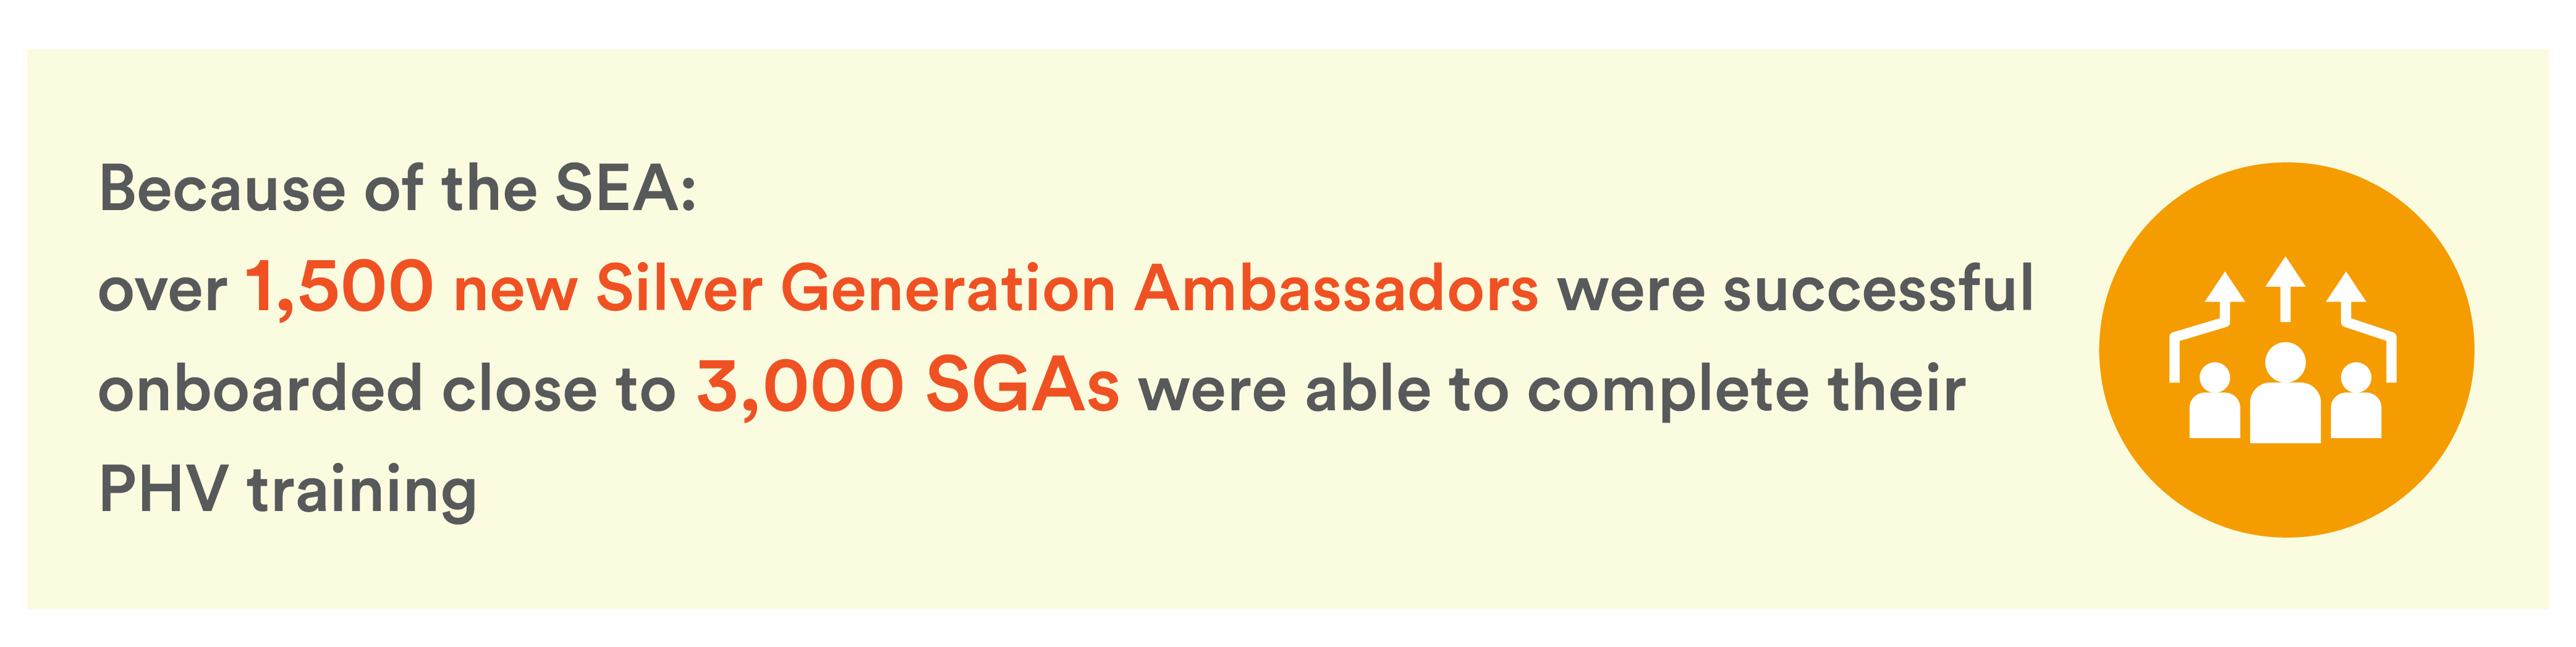 Because of the SEA:
over 1,500 new Silver Generation Ambassadors were successful
onboarded close to 3,000 SGAs were able to complete their
PHV training